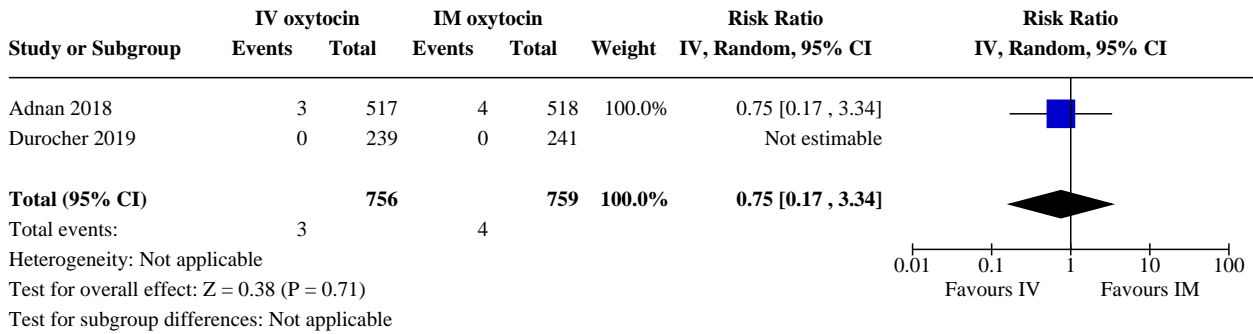 IV oxytocin IM oxytocin Risk Ratio Risk Ratio
Study or Subgroup Events Total Events Total Weight IV, Random, 95% CI IV, Random, 95% CI
Adnan 2018 3 517 4 518 100.0% 0.75 [0.17 , 3.34]
Durocher 2019 0 239 0 241 Not estimable
Total (95% CI) 756 759 100.0% 0.75 [0.17 , 3.34]
Total events: 3 4
Heterogeneity: Not applicable
0.01 0.1 1 10 100
Test for overall effect: Z = 0.38 (P = 0.71)
Favours IV Favours IM
Test for subgroup differences: Not applicable